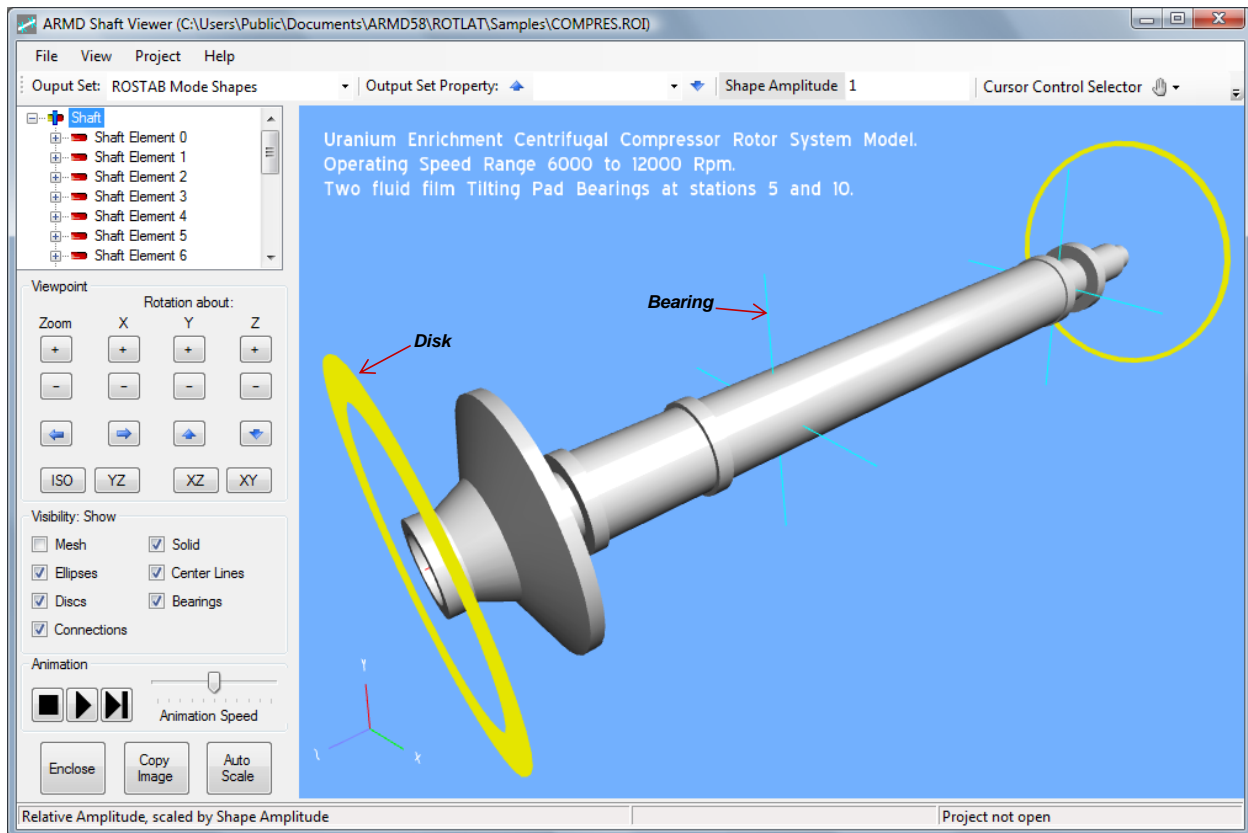 ARMD Shaft Viewer (C:\Users\Public\Documents\ARMD58\ROTLAT\Samples\COMPRES.ROI)
File View Project Help
Ouput Set: ROSTAB Mode Shapes Output Set Property: Shape Amplitude 1 Cursor Control Selector
Shaft
Shaft Element 0
Shaft Element 1
Shaft Element 2
Shaft Element 3
Shaft Element 4
Shaft Element 5
Shaft Element 6
Uranium Enrichment Centrifugal Compressor Rotor System Model.
Operating Speed Range 6000 to 12000 Rpm.
Two fluid film Tilting Pad Bearings at stations 5 and 10.
Bearing
Disk
Viewpoint
Rotation about:
Zoom X Y Z
+ + + +
- - - -
ISO YZ XZ XY
Visibility: Show
Mesh Solid
Ellipses Center Lines
Discs Bearings
Connections
Animation
Animation Speed
Enclose Copy Image Auto Scale
Y
Z
X
Relative Amplitude, scaled by Shape Amplitude Project not open